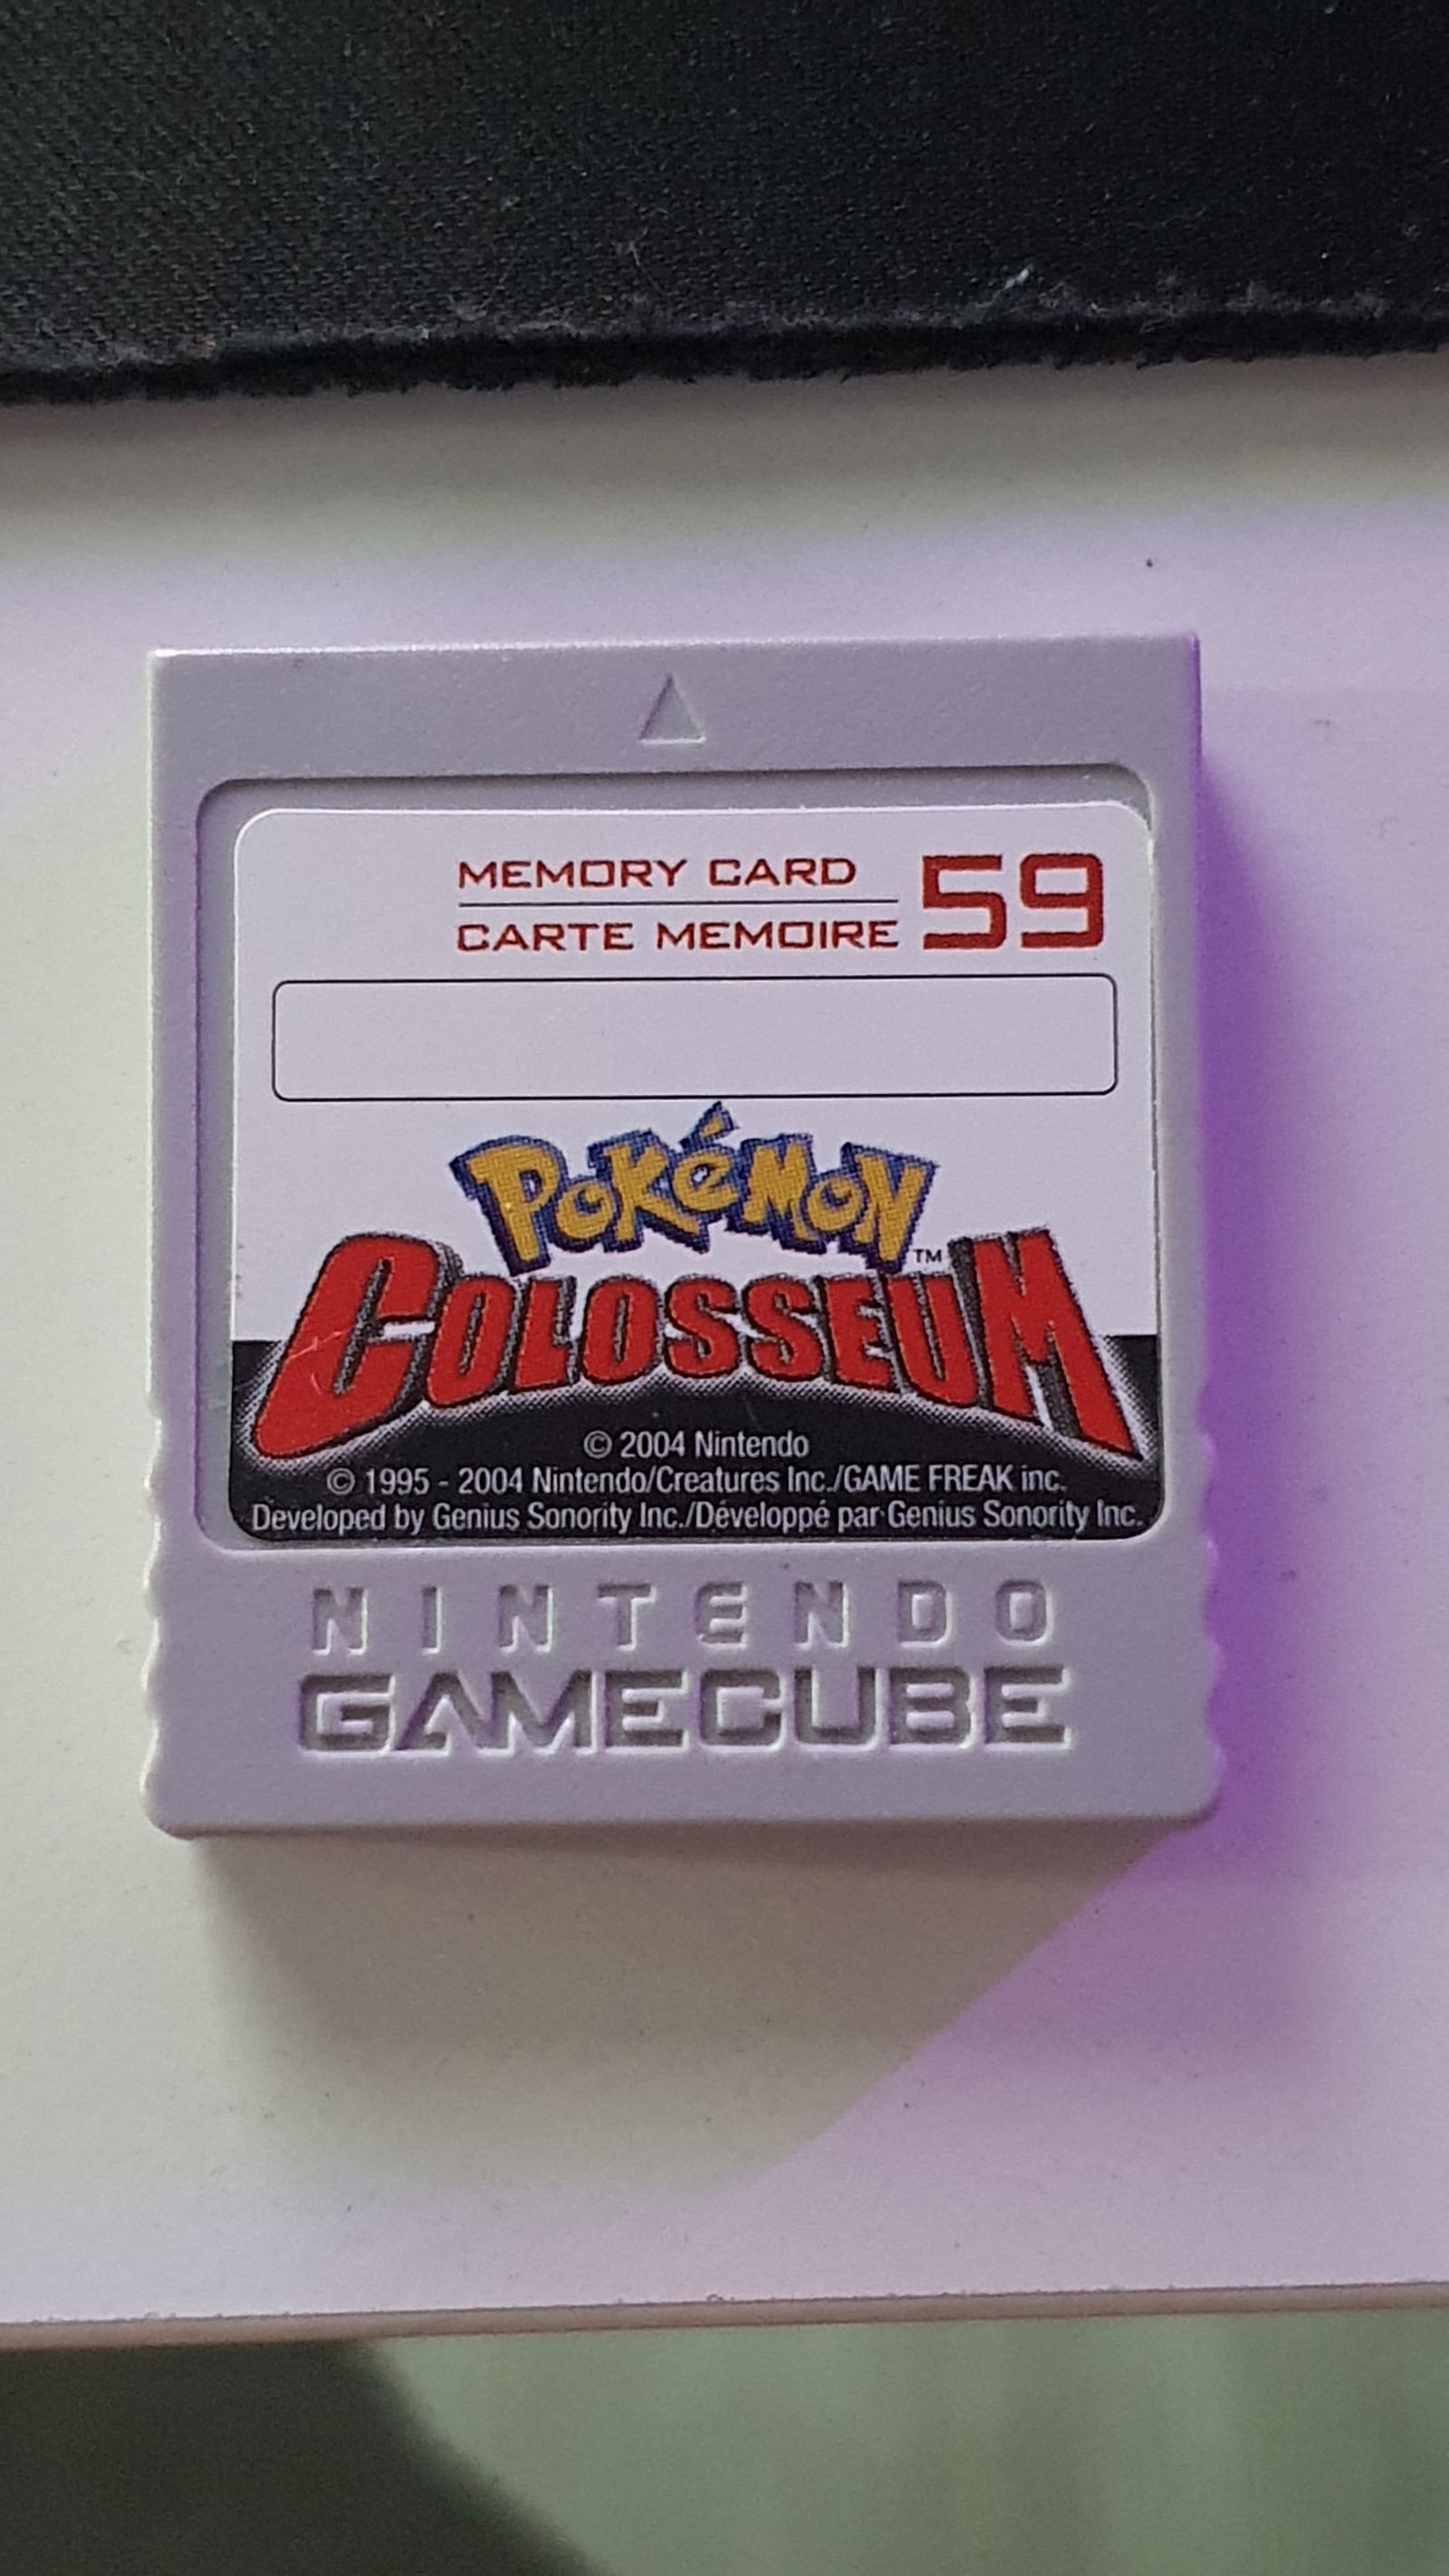 MEMORY CARD 59
CARTE MEMOIRE
POKéMON
™
COLOSSEUM
© 2004 Nintendo
© 1995 - 2004 Nintendo/Creatures Inc./GAME FREAK inc.
Developed by Genius Sonority Inc./Développé par Genius Sonority Inc.
NINTENDO
GAMECUBE